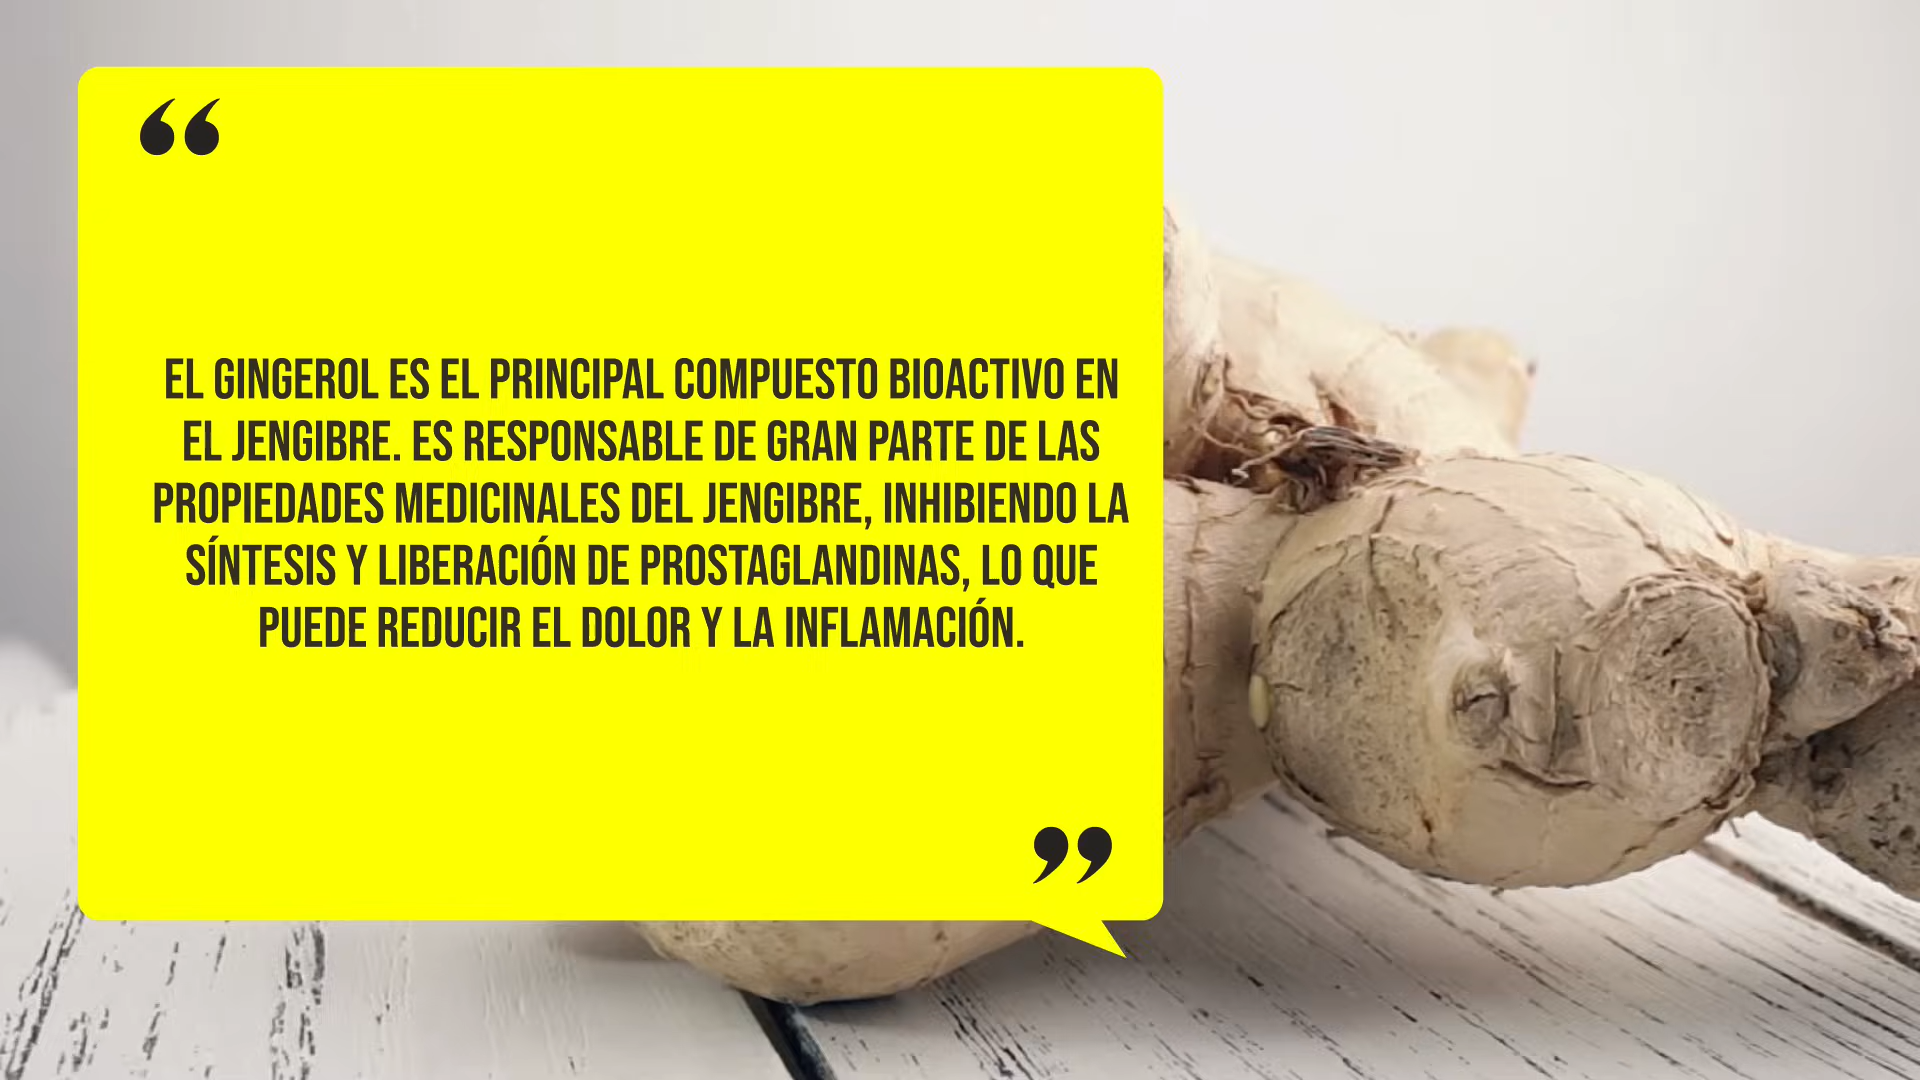 “
EL GINGEROL ES EL PRINCIPAL COMPUESTO BIOACTIVO EN
EL JENGIBRE. ES RESPONSABLE DE GRAN PARTE DE LAS
PROPIEDADES MEDICINALES DEL JENGIBRE, INHIBIENDO LA
SÍNTESIS Y LIBERACIÓN DE PROSTAGLANDINAS, LO QUE
PUEDE REDUCIR EL DOLOR Y LA INFLAMACIÓN.
”